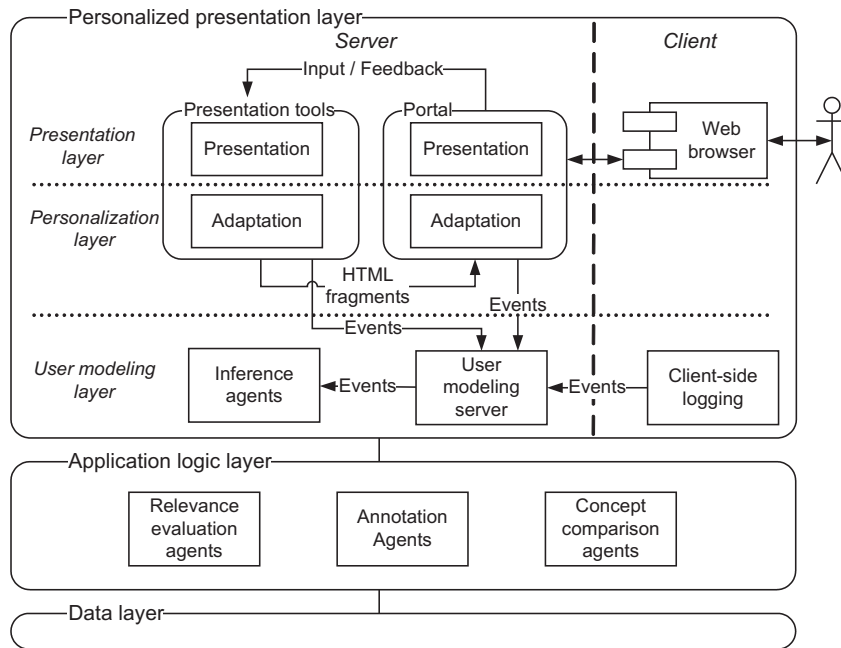 Personalized presentation layer
Server
Client
Input / Feedback
Presentation tools
Portal
Presentation
layer
Presentation
Presentation
Web
browser
Personalization
layer
Adaptation
Adaptation
HTML
fragments
Events
Events
User modeling
layer
Inference
agents
Events
User
modeling
server
Events
Client-side
logging
Application logic layer
Relevance
evaluation
agents
Annotation
Agents
Concept
comparison
agents
Data layer